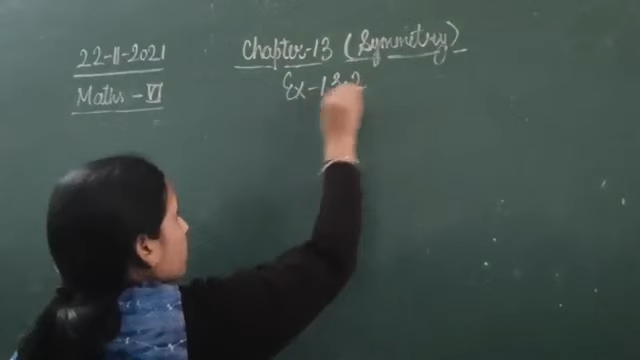 22-11-2021
Maths - VI
Chapter-13 (Symmetry)
Ex-13.2